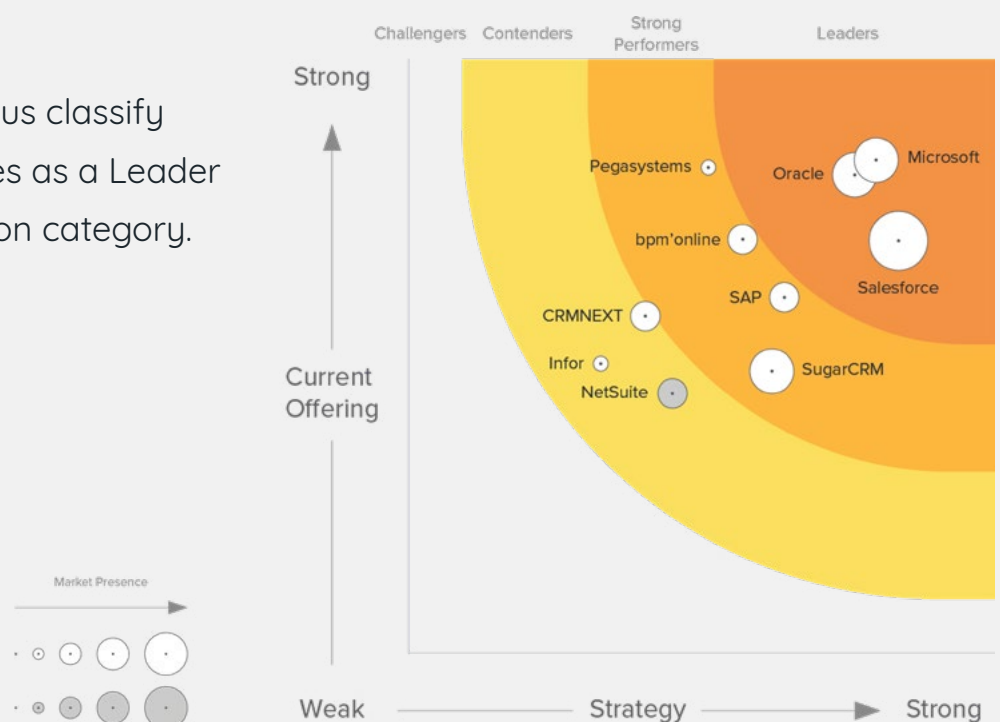 us classify
es as a Leader
on category.
Challengers
Contenders
Strong
Performers
Leaders
Strong
Current
Offering
Weak
Strategy
Strong
Pegasystems
Oracle
Microsoft
bpm'online
Salesforce
SAP
CRMNEXT
Infor
SugarCRM
NetSuite
Market Presence